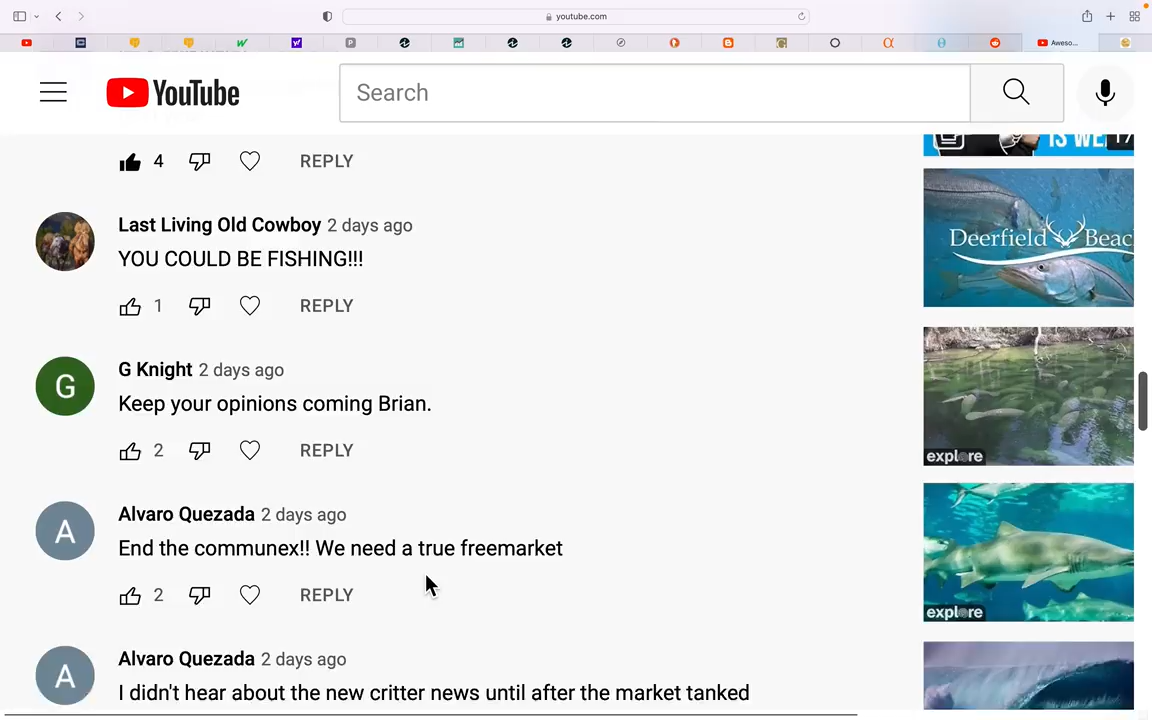 youtube.com
Aweso...
YouTube
Search
IS WE
17
4
REPLY
Last Living Old Cowboy 2 days ago
YOU COULD BE FISHING!!!
1
REPLY
Deerfield Beac
G Knight 2 days ago
G
Keep your opinions coming Brian.
2
REPLY
explore
Alvaro Quezada 2 days ago
A
End the communex!! We need a true freemarket
2
REPLY
explore
Alvaro Quezada 2 days ago
A
I didn't hear about the new critter news until after the market tanked